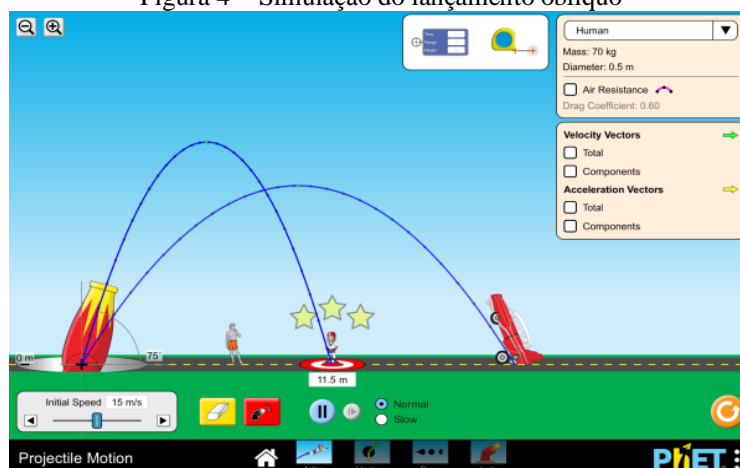 Figura 4 – Simulação do lançamento oblíquo
Human
Mass: 70 kg
Diameter: 0.5 m
Air Resistance
Drag Coefficient: 0.60
Velocity Vectors
Total
Components
Acceleration Vectors
Total
Components
0 m
75°
11.5 m
Initial Speed 15 m/s
Normal
Slow
Projectile Motion
PhET